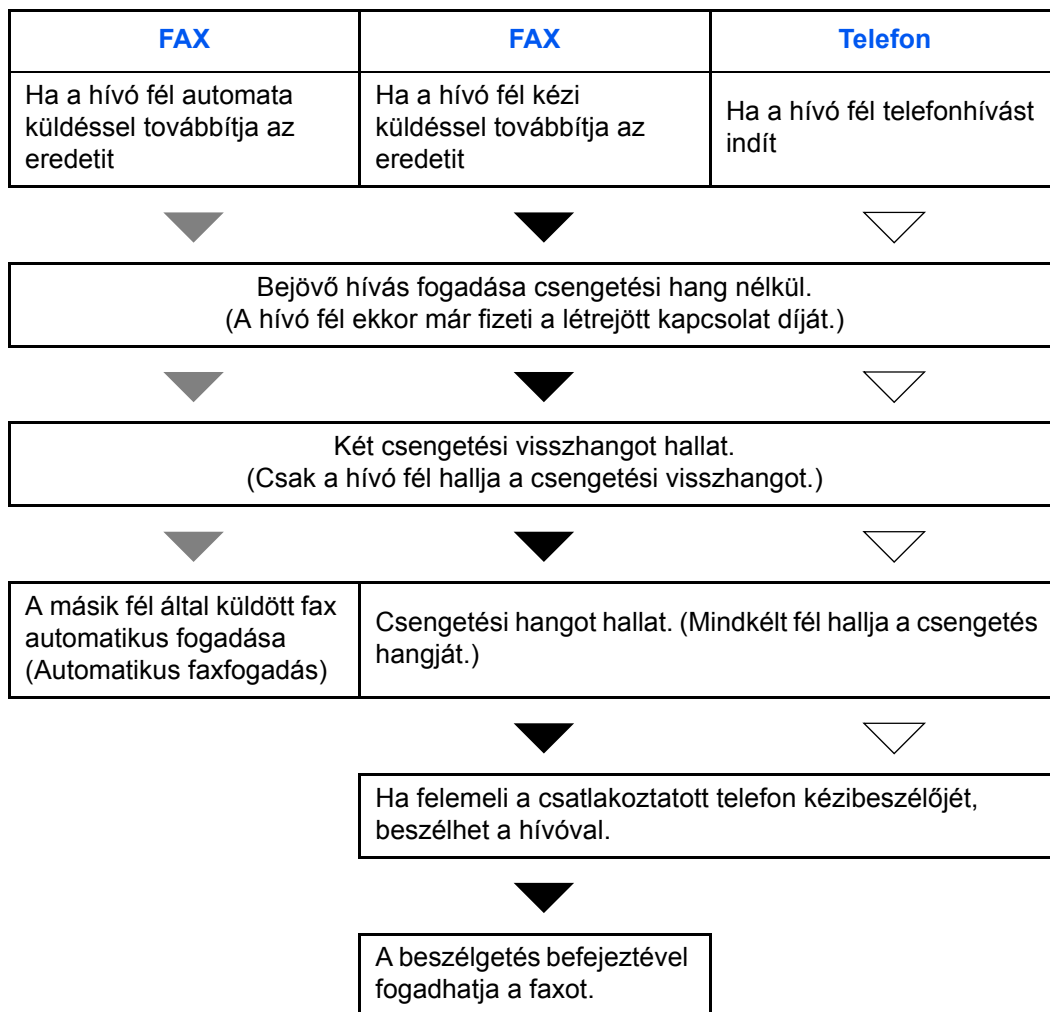 FAX
FAX
Telefon
Ha a hívó fél automata
küldéssel továbbítja az
eredetit
Ha a hívó fél kézi
küldéssel továbbítja az
eredetit
Ha a hívó fél telefonhívást
indít
Bejövő hívás fogadása csengetési hang nélkül.
(A hívó fél ekkor már fizeti a létrejött kapcsolat díját.)
Két csengetési visszhangot hallat.
(Csak a hívó fél hallja a csengetési visszhangot.)
A másik fél által küldött fax
automatikus fogadása
(Automatikus faxfogadás)
Csengetési hangot hallat. (Mindkélt fél hallja a csengetés
hangját.)
Ha felemeli a csatlakoztatott telefon kézibeszélőjét,
beszélhet a hívóval.
A beszélgetés befejeztével
fogadhatja a faxot.